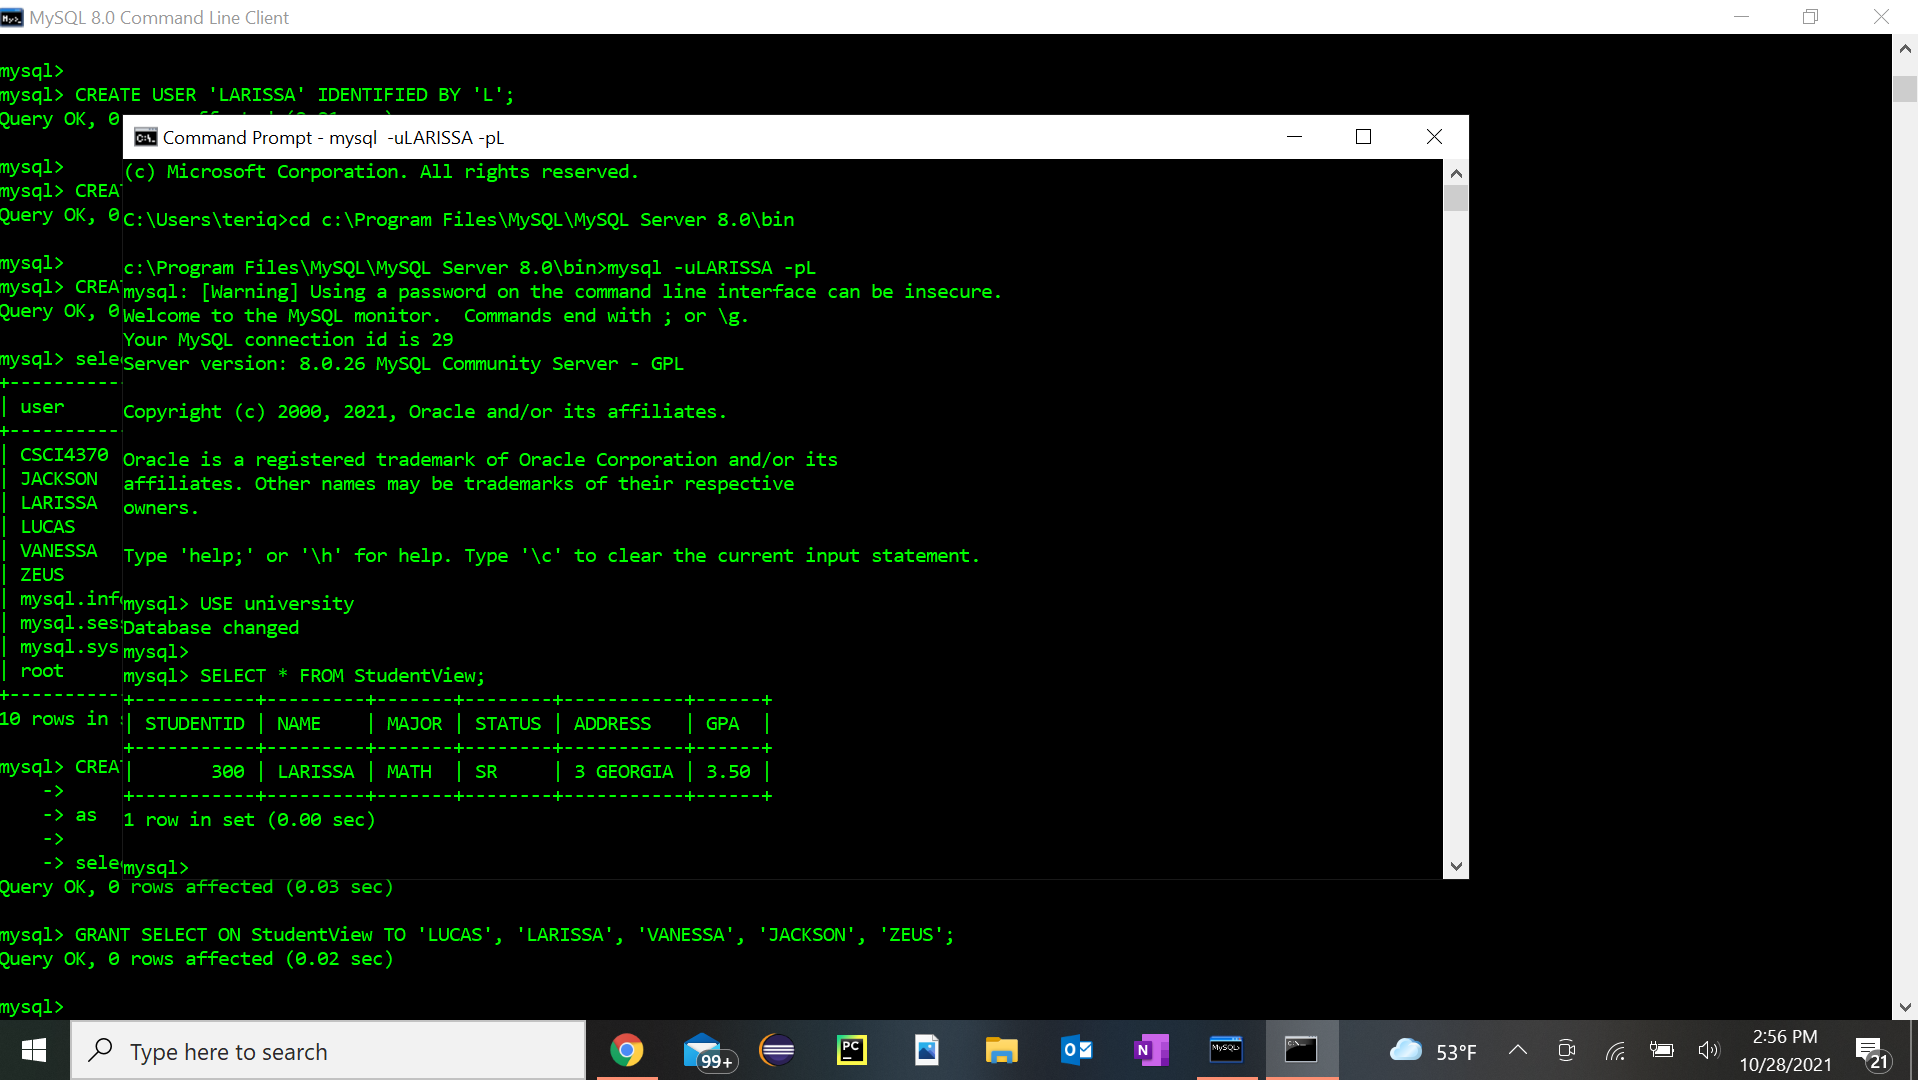 MySQL 8.0 Command Line Client
mysql>
mysql> CREATE USER 'LARISSA' IDENTIFIED BY 'L';
Query OK, 0
mysql>
mysql> CREAT
Query OK, 0
mysql>
mysql> CREAT
Query OK, 0
mysql> sele
+----------
| user
+----------
| CSCI4370
| JACKSON
| LARISSA
| LUCAS
| VANESSA
| ZEUS
| mysql.inf
| mysql.ses
| mysql.sys
| root
+----------
10 rows in s
mysql> CREAT
->
-> as
->
-> sele
Query OK, 0 rows affected (0.03 sec)
mysql> GRANT SELECT ON StudentView TO 'LUCAS', 'LARISSA', 'VANESSA', 'JACKSON', 'ZEUS';
Query OK, 0 rows affected (0.02 sec)
mysql>
Command Prompt - mysql  -uLARISSA -pL
(c) Microsoft Corporation. All rights reserved.
C:\Users\teriq>cd c:\Program Files\MySQL\MySQL Server 8.0\bin
c:\Program Files\MySQL\MySQL Server 8.0\bin>mysql -uLARISSA -pL
mysql: [Warning] Using a password on the command line interface can be insecure.
Welcome to the MySQL monitor.  Commands end with ; or \g.
Your MySQL connection id is 29
Server version: 8.0.26 MySQL Community Server - GPL
Copyright (c) 2000, 2021, Oracle and/or its affiliates.
Oracle is a registered trademark of Oracle Corporation and/or its
affiliates. Other names may be trademarks of their respective
owners.
Type 'help;' or '\h' for help. Type '\c' to clear the current input statement.
mysql> USE university
Database changed
mysql>
mysql> SELECT * FROM StudentView;
+-----------+---------+-------+--------+-----------+------+
| STUDENTID | NAME    | MAJOR | STATUS | ADDRESS   | GPA  |
+-----------+---------+-------+--------+-----------+------+
|       300 | LARISSA | MATH  | SR     | 3 GEORGIA | 3.50 |
+-----------+---------+-------+--------+-----------+------+
1 row in set (0.00 sec)
mysql>
Type here to search
99+
PC
MySQL
53°F
2:56 PM
10/28/2021
21